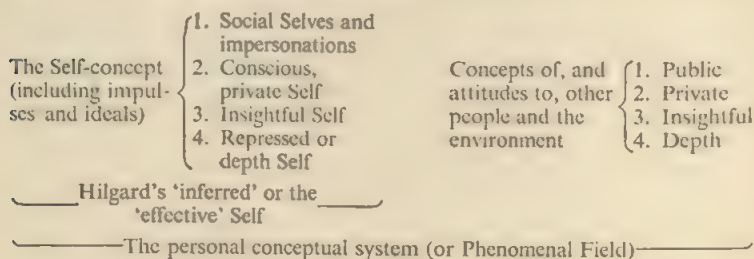 The Self-concept
(including impul-
ses and ideals)
1. Social Selves and
impersonations
2. Conscious,
private Self
3. Insightful Self
4. Repressed or
depth Self
Concepts of, and
attitudes to, other
people and the
environment
1. Public
2. Private
3. Insightful
4. Depth
Hilgard's 'inferred' or the
'effective' Self
The personal conceptual system (or Phenomenal Field)